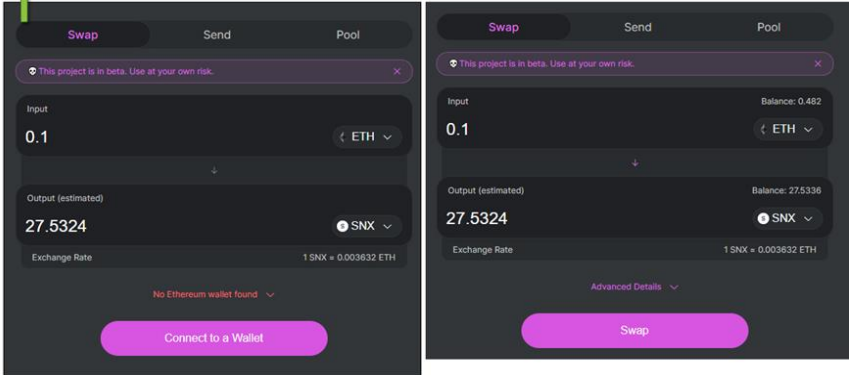 Swap Send Pool
💀 This project is in beta. Use at your own risk. ×
Input
0.1 ETH
Output (estimated)
27.5324 SNX
Exchange Rate 1 SNX = 0.003632 ETH
No Ethereum wallet found
Connect to a Wallet
Swap Send Pool
💀 This project is in beta. Use at your own risk. ×
Input Balance: 0.482
0.1 ETH
Output (estimated) Balance: 27.5336
27.5324 SNX
Exchange Rate 1 SNX = 0.003632 ETH
Advanced Details
Swap